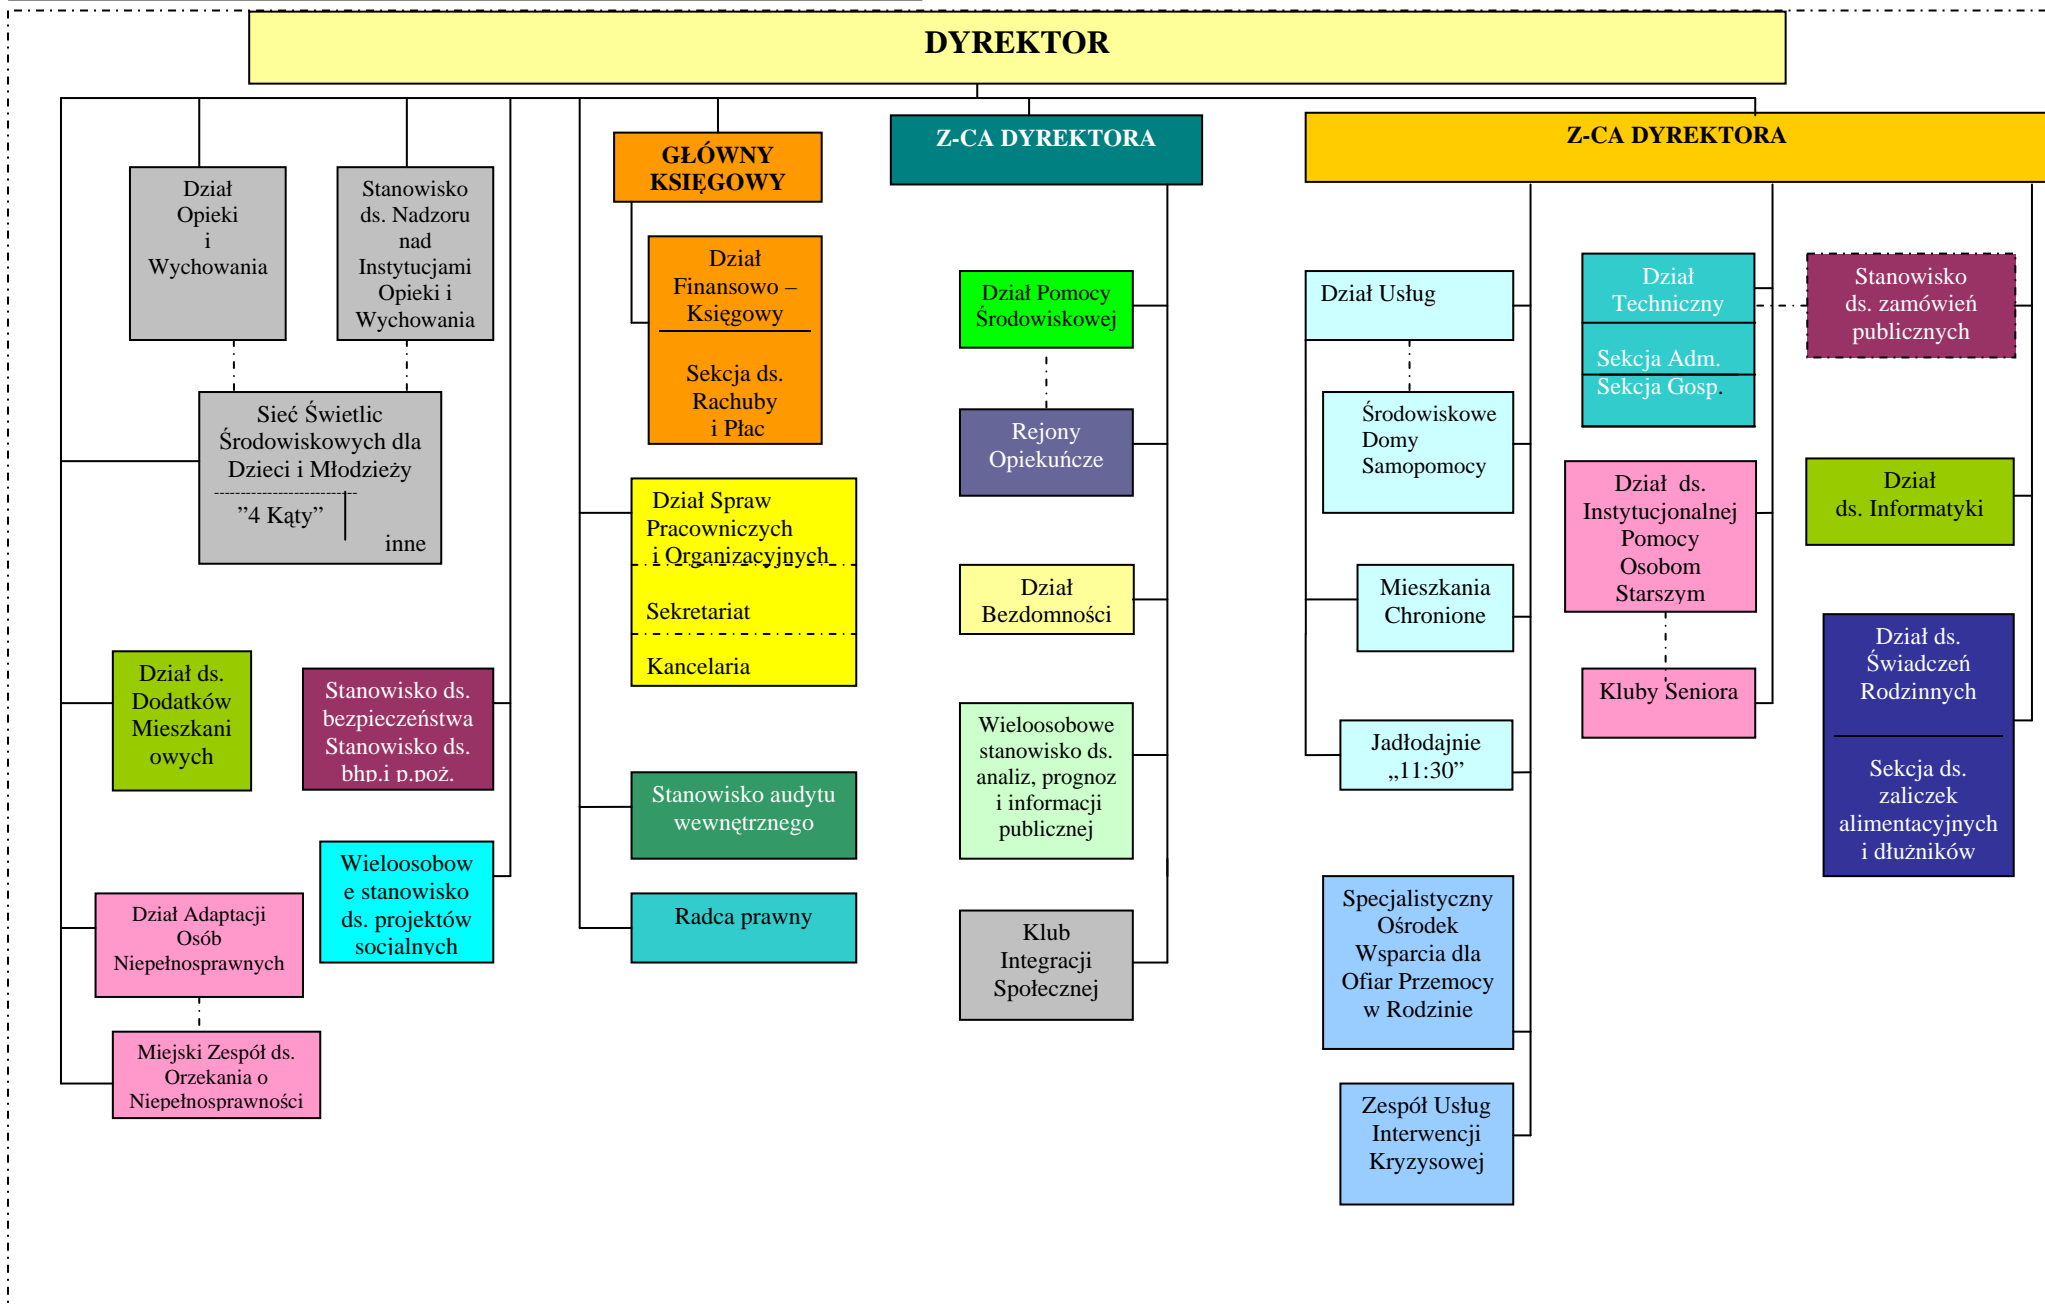 DYREKTOR
Dział
Opieki
i
Wychowania
Stanowisko
ds. Nadzoru
nad
Instytucjami
Opieki i
Wychowania
Sieć Świetlic
Środowiskowych dla
Dzieci i Młodzieży
”4 Kąty”
inne
Dział ds.
Dodatków
Mieszkani
owych
Stanowisko ds.
bezpieczeństwa
Stanowisko ds.
bhp.i p.poż.
Wieloosobow
e stanowisko
ds. projektów
socjalnych
Dział Adaptacji
Osób
Niepełnosprawnych
Miejski Zespół ds.
Orzekania o
Niepełnosprawności
GŁÓWNY
KSIĘGOWY
Dział
Finansowo –
Księgowy
Sekcja ds.
Rachuby
i Płac
Dział Spraw
Pracowniczych
i Organizacyjnych
Sekretariat
Kancelaria
Stanowisko audytu
wewnętrznego
Radca prawny
Z-CA DYREKTORA
Dział Pomocy
Środowiskowej
Rejony
Opiekuńcze
Dział
Bezdomności
Wieloosobowe
stanowisko ds.
analiz, prognoz
i informacji
publicznej
Klub
Integracji
Społecznej
Z-CA DYREKTORA
Dział Usług
Środowiskowe
Domy
Samopomocy
Mieszkania
Chronione
Jadłodajnie
„11:30”
Specjalistyczny
Ośrodek
Wsparcia dla
Ofiar Przemocy
w Rodzinie
Zespół Usług
Interwencji
Kryzysowej
Dział
Techniczny
Sekcja Adm.
Sekcja Gosp.
Dział  ds.
Instytucjonalnej
Pomocy
Osobom
Starszym
Kluby Seniora
Stanowisko
ds. zamówień
publicznych
Dział
ds. Informatyki
Dział ds.
Świadczeń
Rodzinnych
Sekcja ds.
zaliczek
alimentacyjnych
i dłużników